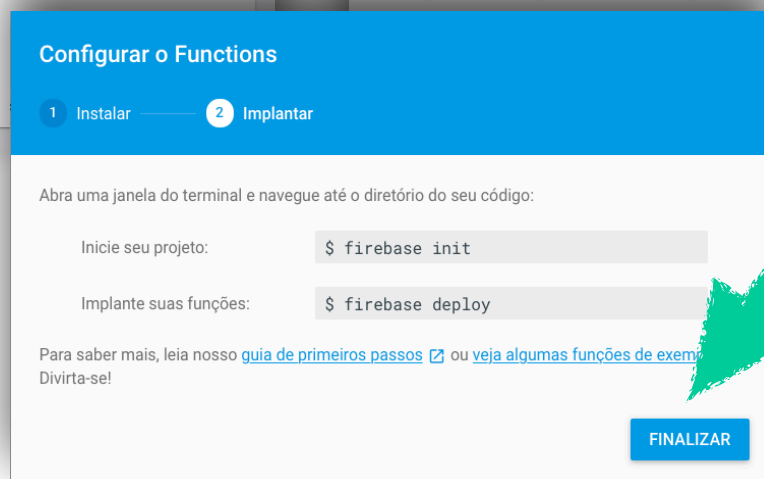 Configurar o Functions
1 Instalar 2 Implantar
Abra uma janela do terminal e navegue até o diretório do seu código:
Inicie seu projeto: $ firebase init
Implante suas funções: $ firebase deploy
Para saber mais, leia nosso guia de primeiros passos ou veja algumas funções de
Divirta-se!
FINALIZAR